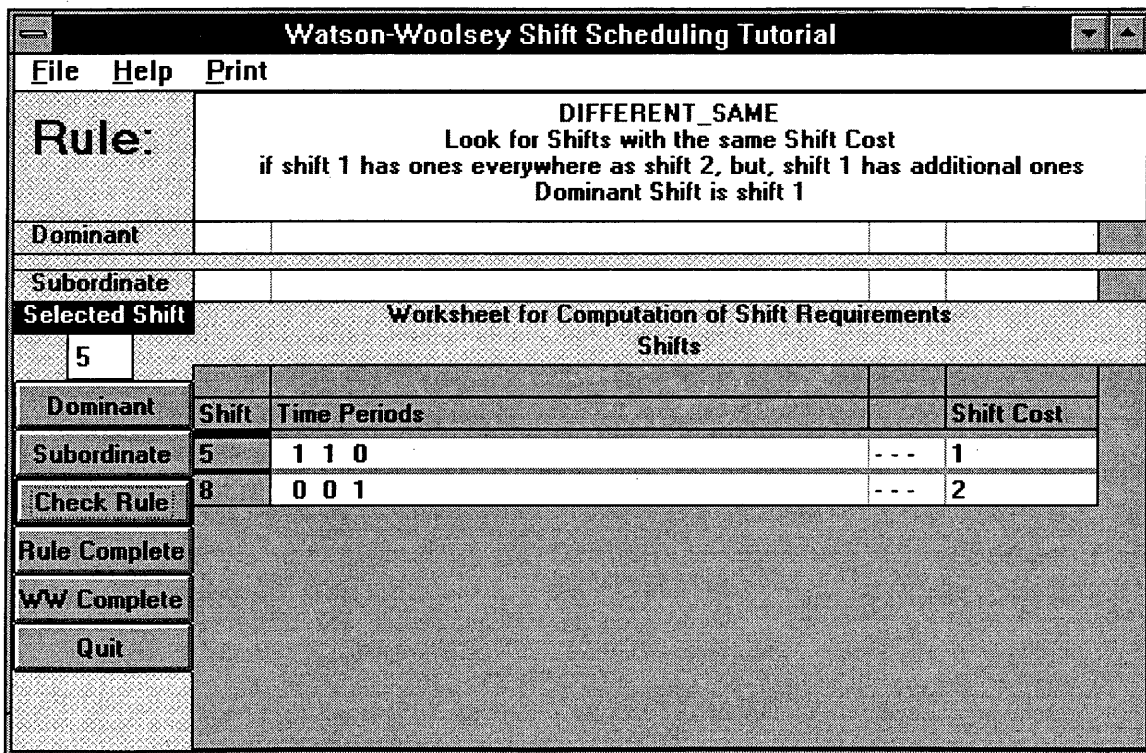 Watson-Woolsey Shift Scheduling Tutorial
File Help Print
Rule:
DIFFERENT_SAME
Look for Shifts with the same Shift Cost
if shift 1 has ones everywhere as shift 2, but, shift 1 has additional ones
Dominant Shift is shift 1
Dominant
Subordinate
Selected Shift
5
Worksheet for Computation of Shift Requirements
Shifts
Dominant
Subordinate
Check Rule
Rule Complete
WW Complete
Quit
Shift Time Periods Shift Cost
5 1 1 0 - - - 1
8 0 0 1 - - - 2